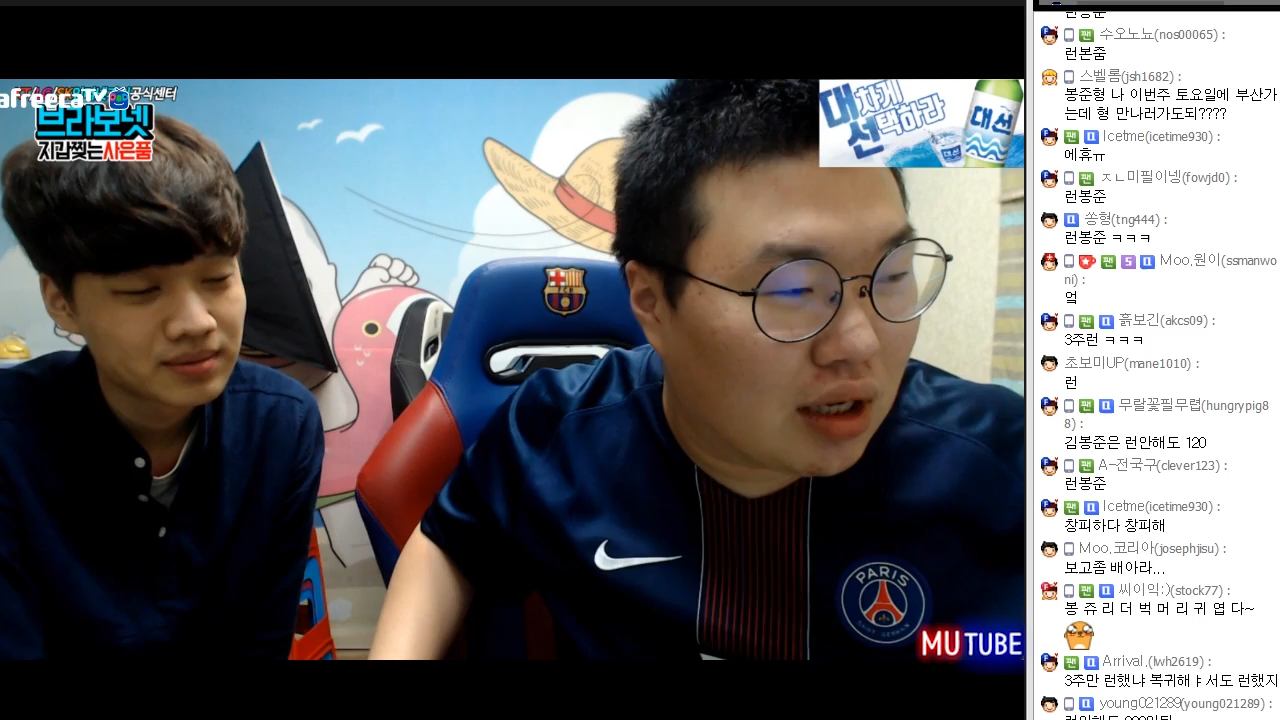 afreecaTV
공식센터
브라보넷
지갑찢는사은품
대차게
선택하라
대선
PARIS
SAINT-GERMAIN
MUTUBE
수오노뇨(nos00065) :
런본줌
스벨롬(jsh1682) :
봉준형 나 이번주 토요일에 부산가
는데 형 만나러가도되????
Icetme(icetime930) :
에휴ㅠ
ㅈㄴ미필이넹(fowjd0) :
런봉준
쏭형(tng444) :
런봉준 ㅋㅋㅋ
Moo.원이(ssmanwo
ni) :
억
흙보긴(akcs09) :
3주런 ㅋㅋㅋ
초보미UP(mane1010) :
런
무랄꽃필무렵(hungrypig8
8) :
김봉준은 런안해도 120
A-전국구(clever123) :
런봉준
Icetme(icetime930) :
창피하다 창피해
Moo.코리아(josephjisu) :
보고좀 배아라...
씨이익:)(stock77) :
봉 쥬 리 더 벅 머 리 귀 엽 다~
Arrival.(lwh2619) :
3주만 런했냐 복귀해ㅑ서도 런했지
young021289(young021289) :